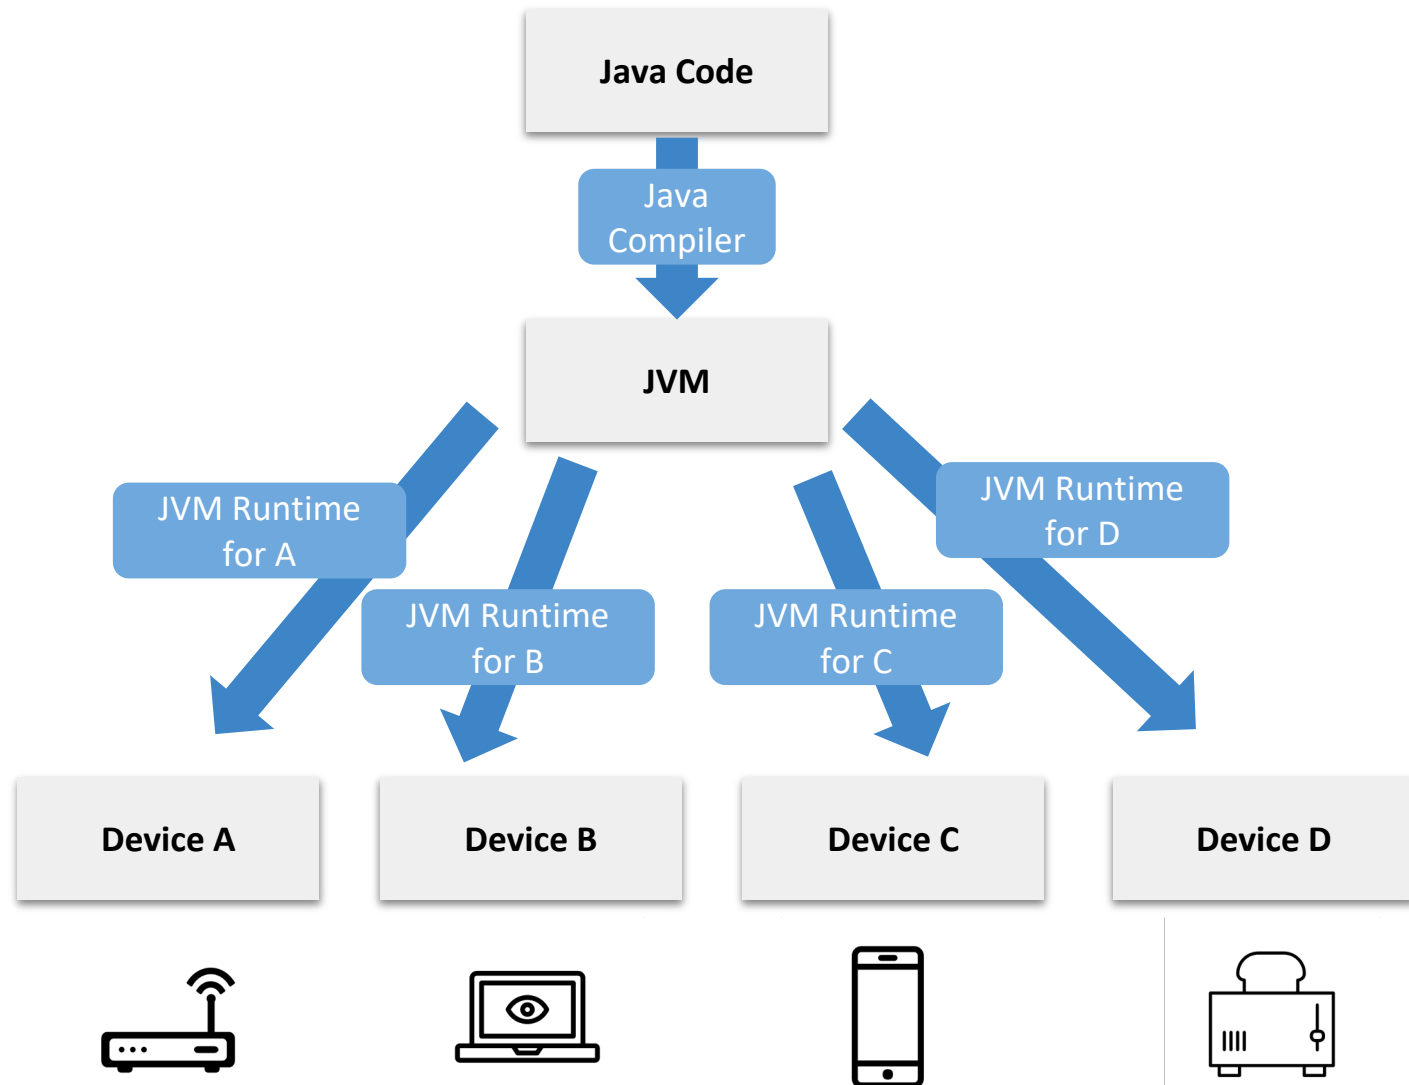 Java Code
Java
Compiler
JVM
JVM Runtime
for A
JVM Runtime
for B
JVM Runtime
for C
JVM Runtime
for D
Device A
Device B
Device C
Device D